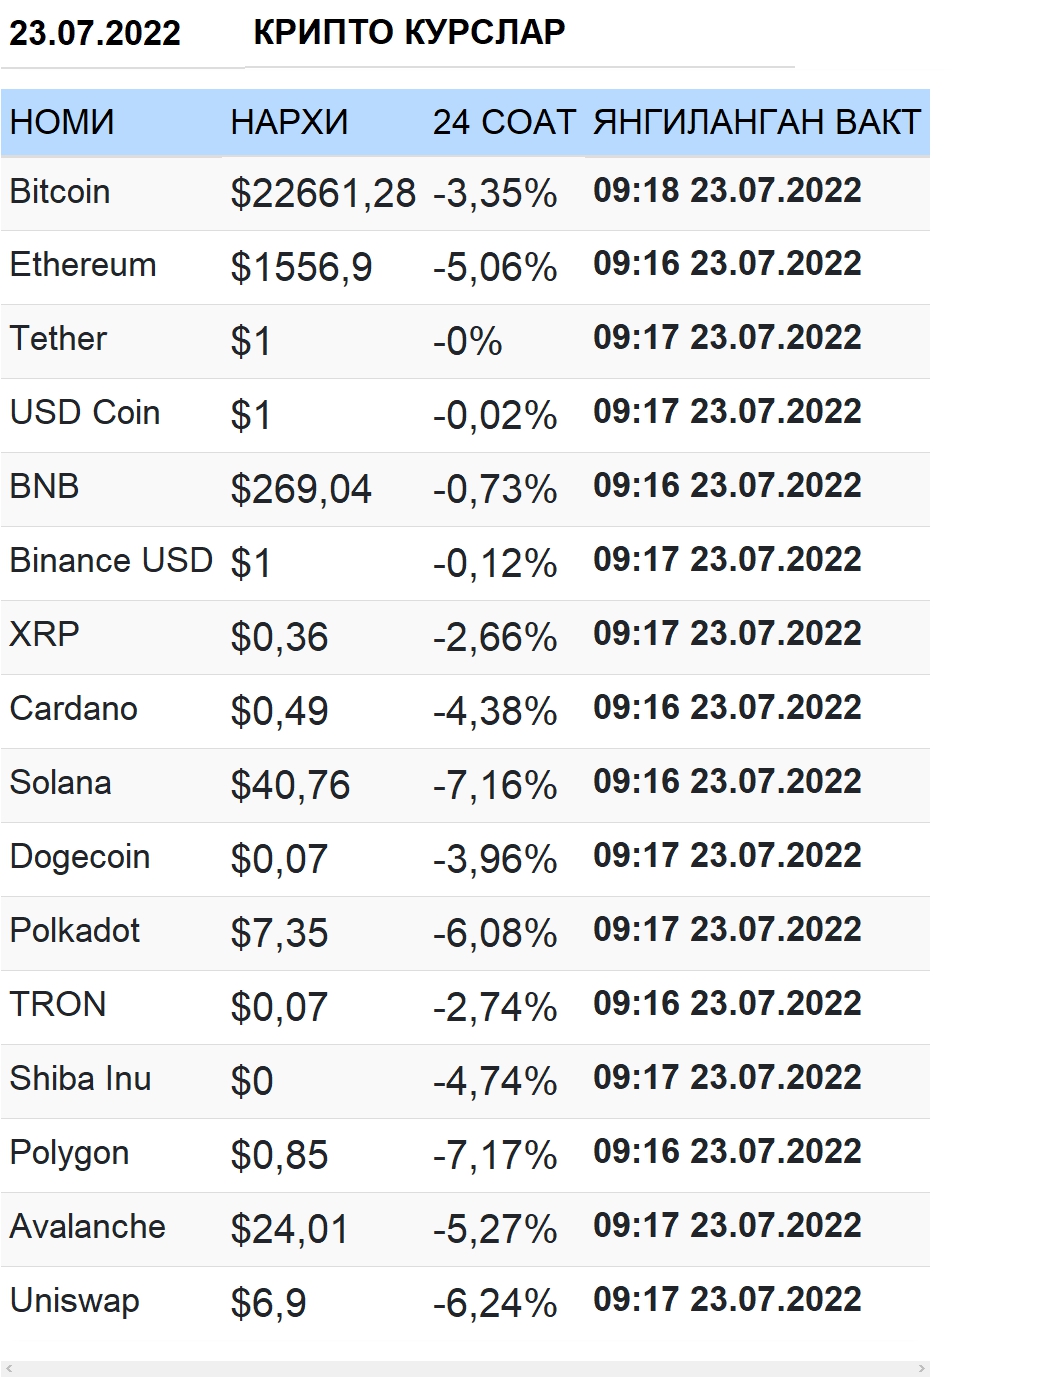 23.07.2022 КРИПТО КУРСЛАР
НОМИ НАРХИ 24 СОАТ ЯНГИЛАНГАН ВАКТ
Bitcoin $22661,28 -3,35% 09:18 23.07.2022
Ethereum $1556,9 -5,06% 09:16 23.07.2022
Tether $1 -0% 09:17 23.07.2022
USD Coin $1 -0,02% 09:17 23.07.2022
BNB $269,04 -0,73% 09:16 23.07.2022
Binance USD $1 -0,12% 09:17 23.07.2022
XRP $0,36 -2,66% 09:17 23.07.2022
Cardano $0,49 -4,38% 09:16 23.07.2022
Solana $40,76 -7,16% 09:16 23.07.2022
Dogecoin $0,07 -3,96% 09:17 23.07.2022
Polkadot $7,35 -6,08% 09:17 23.07.2022
TRON $0,07 -2,74% 09:16 23.07.2022
Shiba Inu $0 -4,74% 09:17 23.07.2022
Polygon $0,85 -7,17% 09:16 23.07.2022
Avalanche $24,01 -5,27% 09:17 23.07.2022
Uniswap $6,9 -6,24% 09:17 23.07.2022